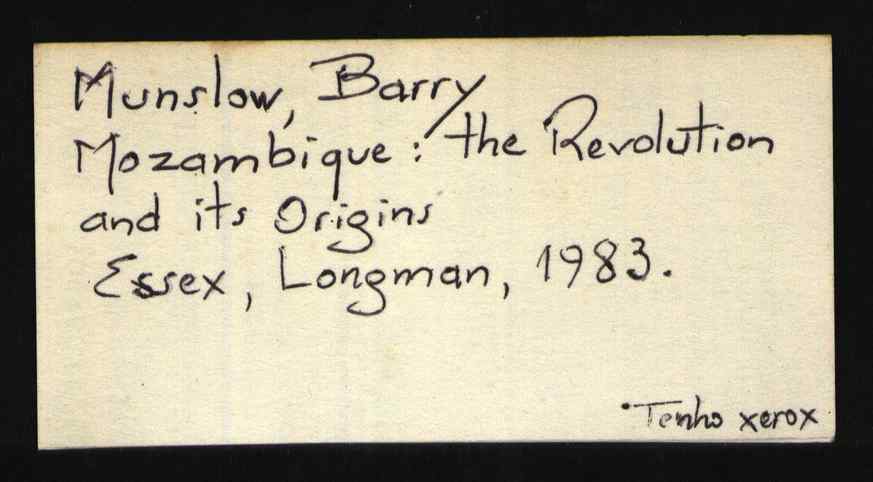 Munslow, Barry
Mozambique: the Revolution
and its Origins
Essex, Longman, 1983.
Tenho xerox